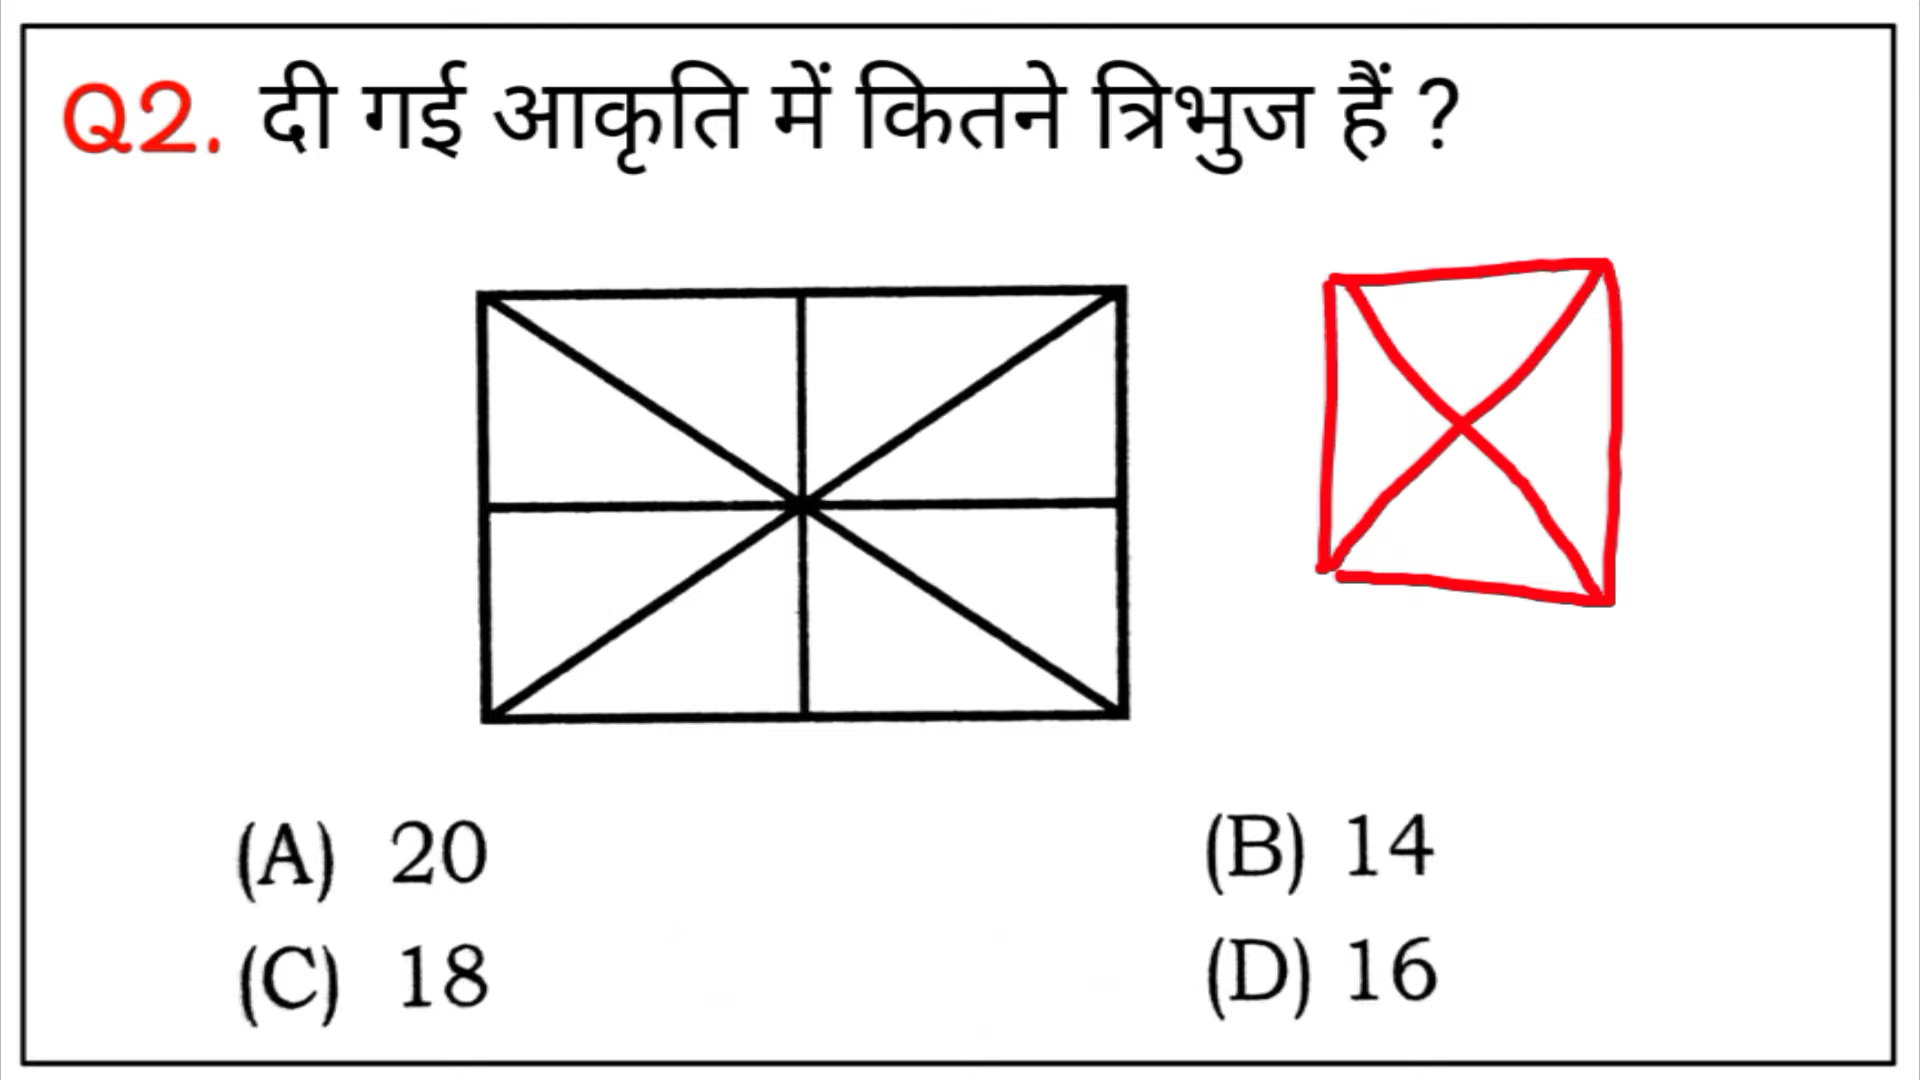 Q2. दी गई आकृति में कितने त्रिभुज हैं ?
(A) 20
(B) 14
(C) 18
(D) 16